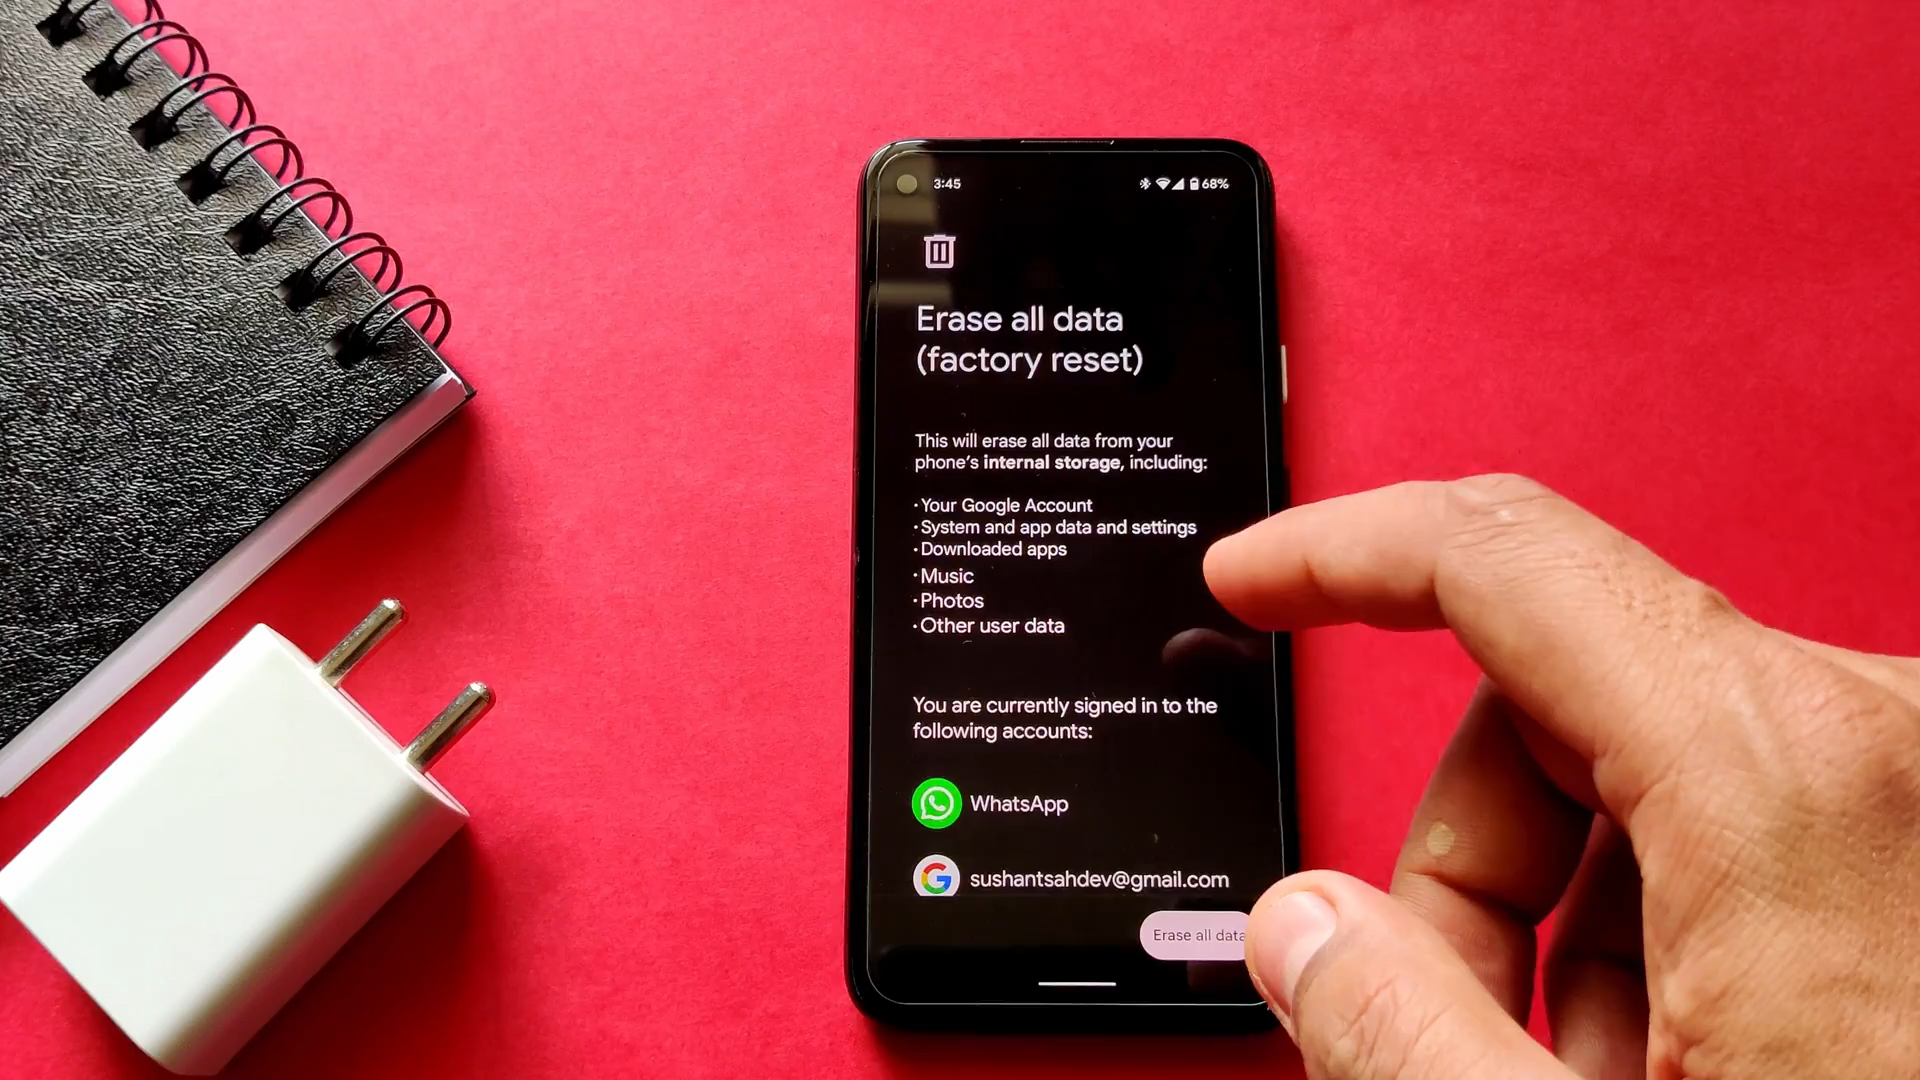 3:45
68%
Erase all data
(factory reset)
This will erase all data from your
phone's internal storage, including:
• Your Google Account
• System and app data and settings
• Downloaded apps
• Music
• Photos
• Other user data
You are currently signed in to the
following accounts:
WhatsApp
sushantsahdev@gmail.com
Erase all data